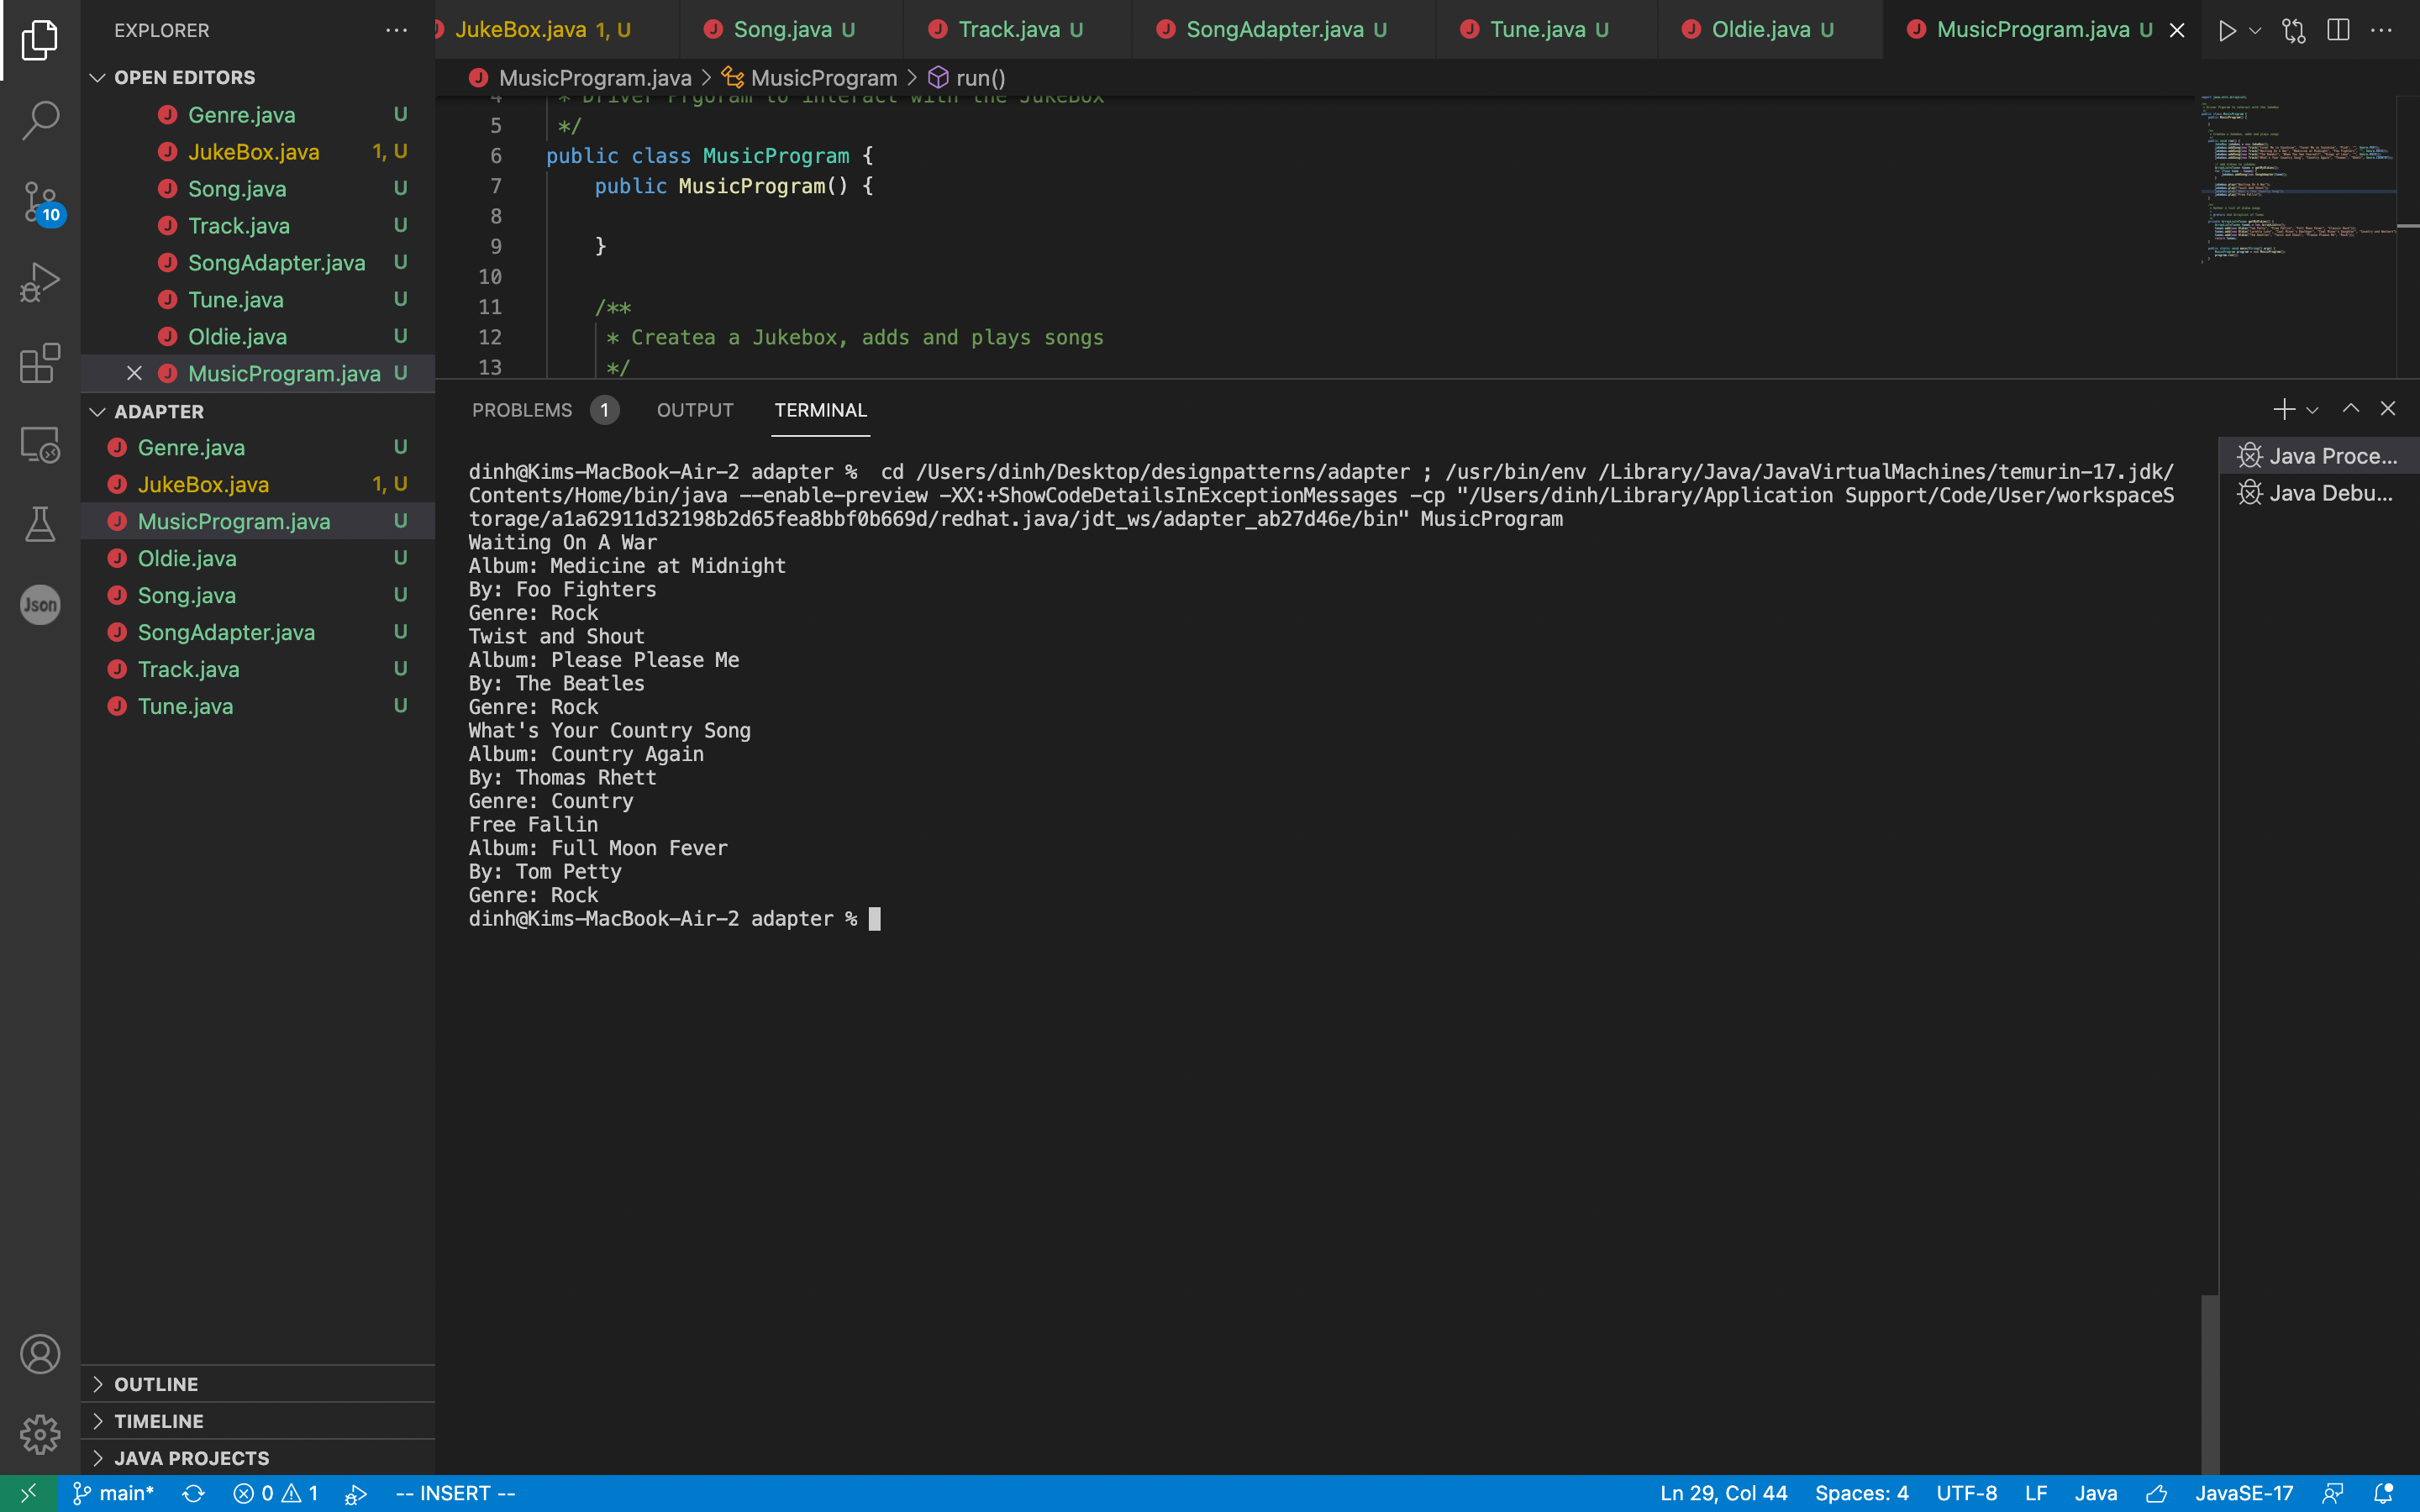 EXPLORER
OPEN EDITORS
Genre.java U
JukeBox.java 1, U
Song.java U
Track.java U
SongAdapter.java U
Tune.java U
Oldie.java U
MusicProgram.java U
ADAPTER
Genre.java U
JukeBox.java 1, U
MusicProgram.java U
Oldie.java U
Song.java U
SongAdapter.java U
Track.java U
Tune.java U
OUTLINE
TIMELINE
JAVA PROJECTS
10
Json
JukeBox.java 1, U
Song.java U
Track.java U
SongAdapter.java U
Tune.java U
Oldie.java U
MusicProgram.java U
MusicProgram.java > MusicProgram > run()
4 * Driver Prgoram to interact with the JukeBox
5 */
6 public class MusicProgram {
7 public MusicProgram() {
8
9 }
10
11 /**
12 * Createa a Jukebox, adds and plays songs
13 */
PROBLEMS 1 OUTPUT TERMINAL
dinh@Kims-MacBook-Air-2 adapter %  cd /Users/dinh/Desktop/designpatterns/adapter ; /usr/bin/env /Library/Java/JavaVirtualMachines/temurin-17.jdk/
Contents/Home/bin/java --enable-preview -XX:+ShowCodeDetailsInExceptionMessages -cp "/Users/dinh/Library/Application Support/Code/User/workspaceS
torage/a1a62911d32198b2d65fea8bbf0b669d/redhat.java/jdt_ws/adapter_ab27d46e/bin" MusicProgram
Waiting On A War
Album: Medicine at Midnight
By: Foo Fighters
Genre: Rock
Twist and Shout
Album: Please Please Me
By: The Beatles
Genre: Rock
What's Your Country Song
Album: Country Again
By: Thomas Rhett
Genre: Country
Free Fallin
Album: Full Moon Fever
By: Tom Petty
Genre: Rock
dinh@Kims-MacBook-Air-2 adapter %
Java Proce...
Java Debu...
main* 0 1 -- INSERT -- Ln 29, Col 44 Spaces: 4 UTF-8 LF Java JavaSE-17